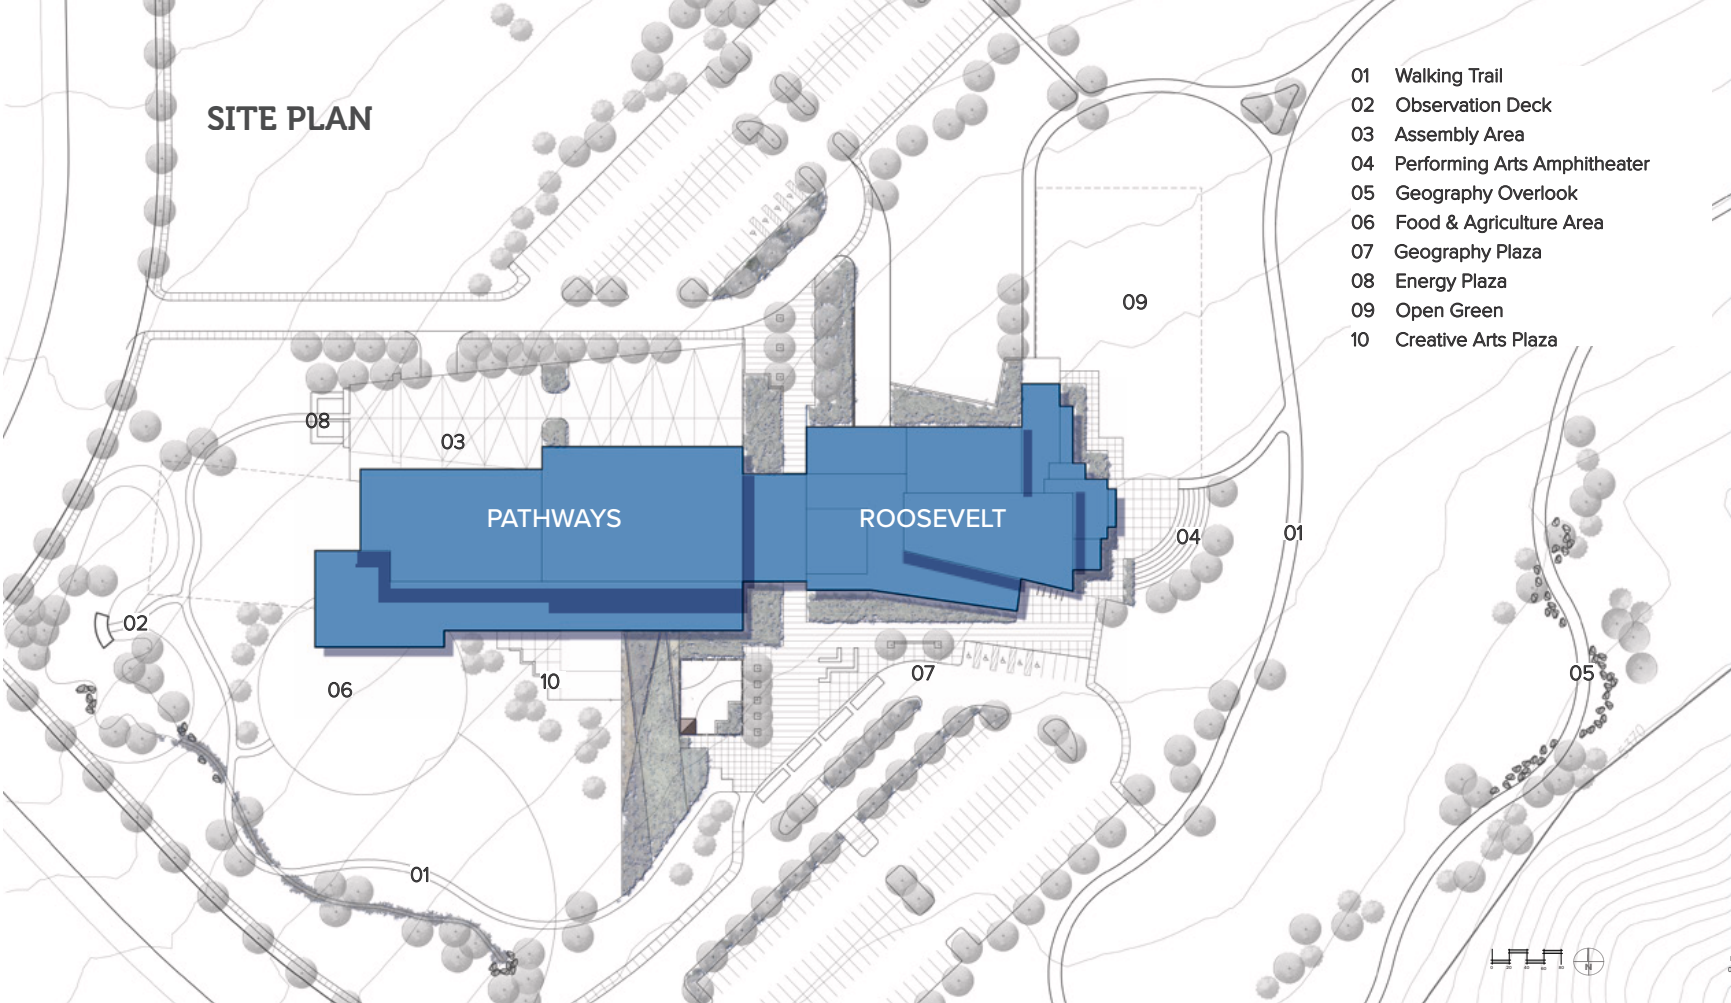 SITE PLAN
01 Walking Trail
02 Observation Deck
03 Assembly Area
04 Performing Arts Amphitheater
05 Geography Overlook
06 Food & Agriculture Area
07 Geography Plaza
08 Energy Plaza
09 Open Green
10 Creative Arts Plaza
09
08
03
PATHWAYS
ROOSEVELT
04
01
02
05
07
10
06
01
6370
N